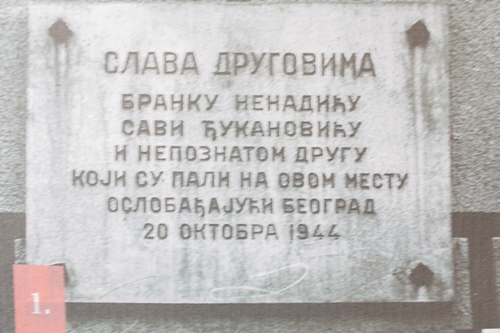 СЛАВА ДРУГОВИМА
БРАНКУ НЕНАДИЋУ
САВИ ЂУКАНОВИЋУ
И НЕПОЗНАТОМ ДРУГУ
КОЈИ СУ ПАЛИ НА ОВОМ МЕСТУ
ОСЛОБАЂАЈУЋИ БЕОГРАД
20 ОКТОБРА 1944
1.